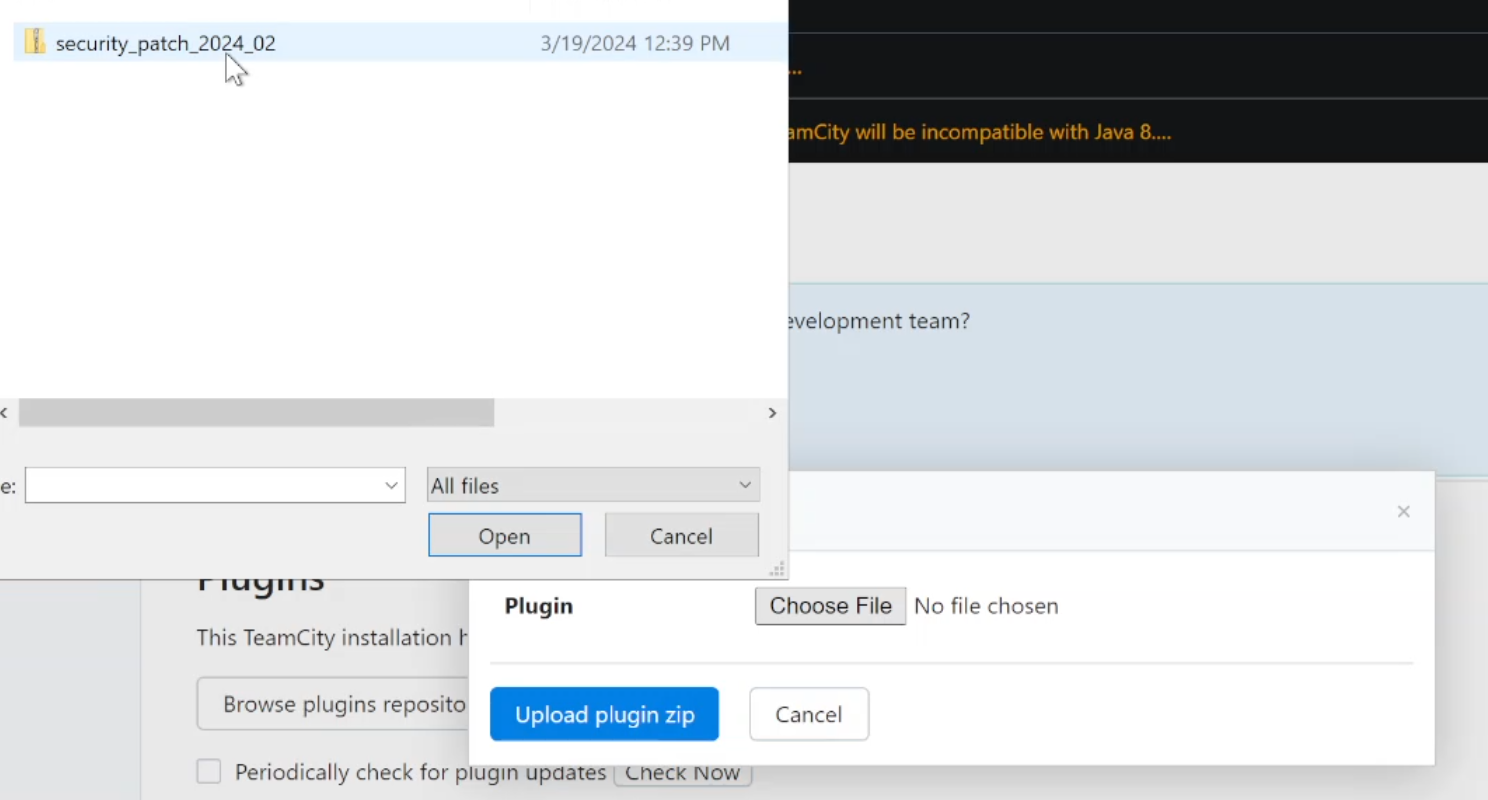 security_patch_2024_02 3/19/2024 12:39 PM
...
amCity will be incompatible with Java 8....
evelopment team?
e:
All files
Open Cancel
Plugins
Plugin Choose File No file chosen
This TeamCity installation h
Browse plugins reposito
Upload plugin zip Cancel
Periodically check for plugin updates Check Now